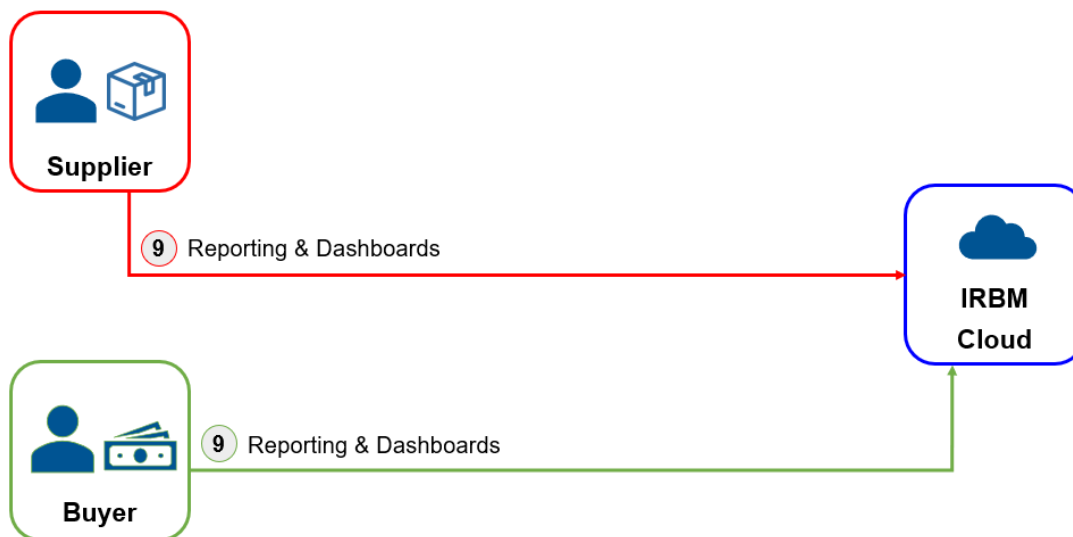 Supplier
9 Reporting & Dashboards
IRBM
Cloud
9 Reporting & Dashboards
Buyer